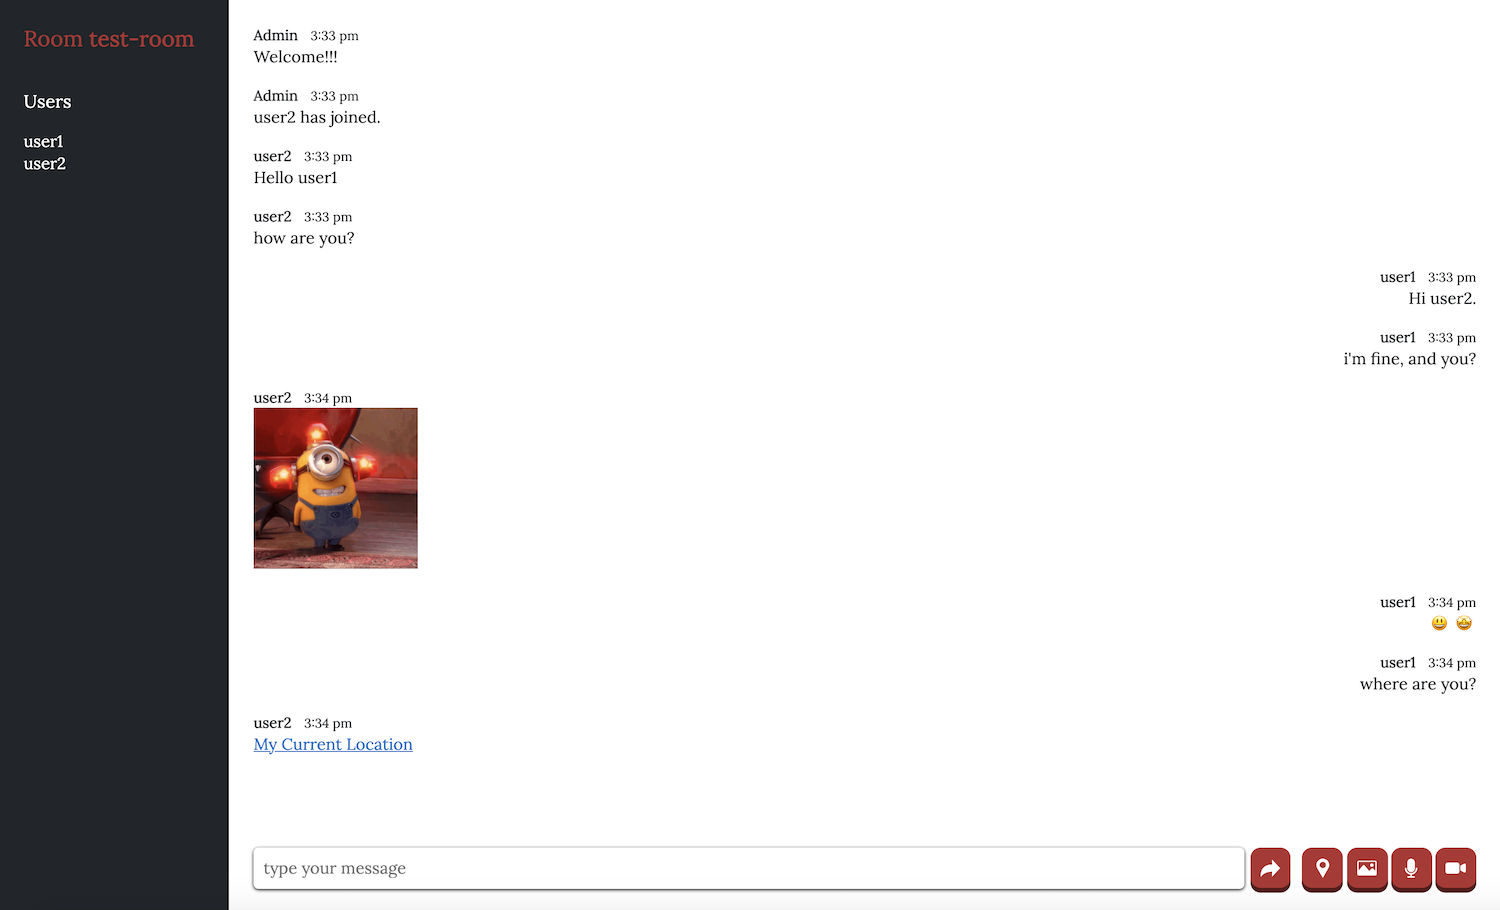 Room test-room
Users
user1
user2
Admin 3:33 pm
Welcome!!!
Admin 3:33 pm
user2 has joined.
user2 3:33 pm
Hello user1
user2 3:33 pm
how are you?
user1 3:33 pm
Hi user2.
user1 3:33 pm
i'm fine, and you?
user2 3:34 pm
user1 3:34 pm
😃 🤩
user1 3:34 pm
where are you?
user2 3:34 pm
My Current Location
type your message